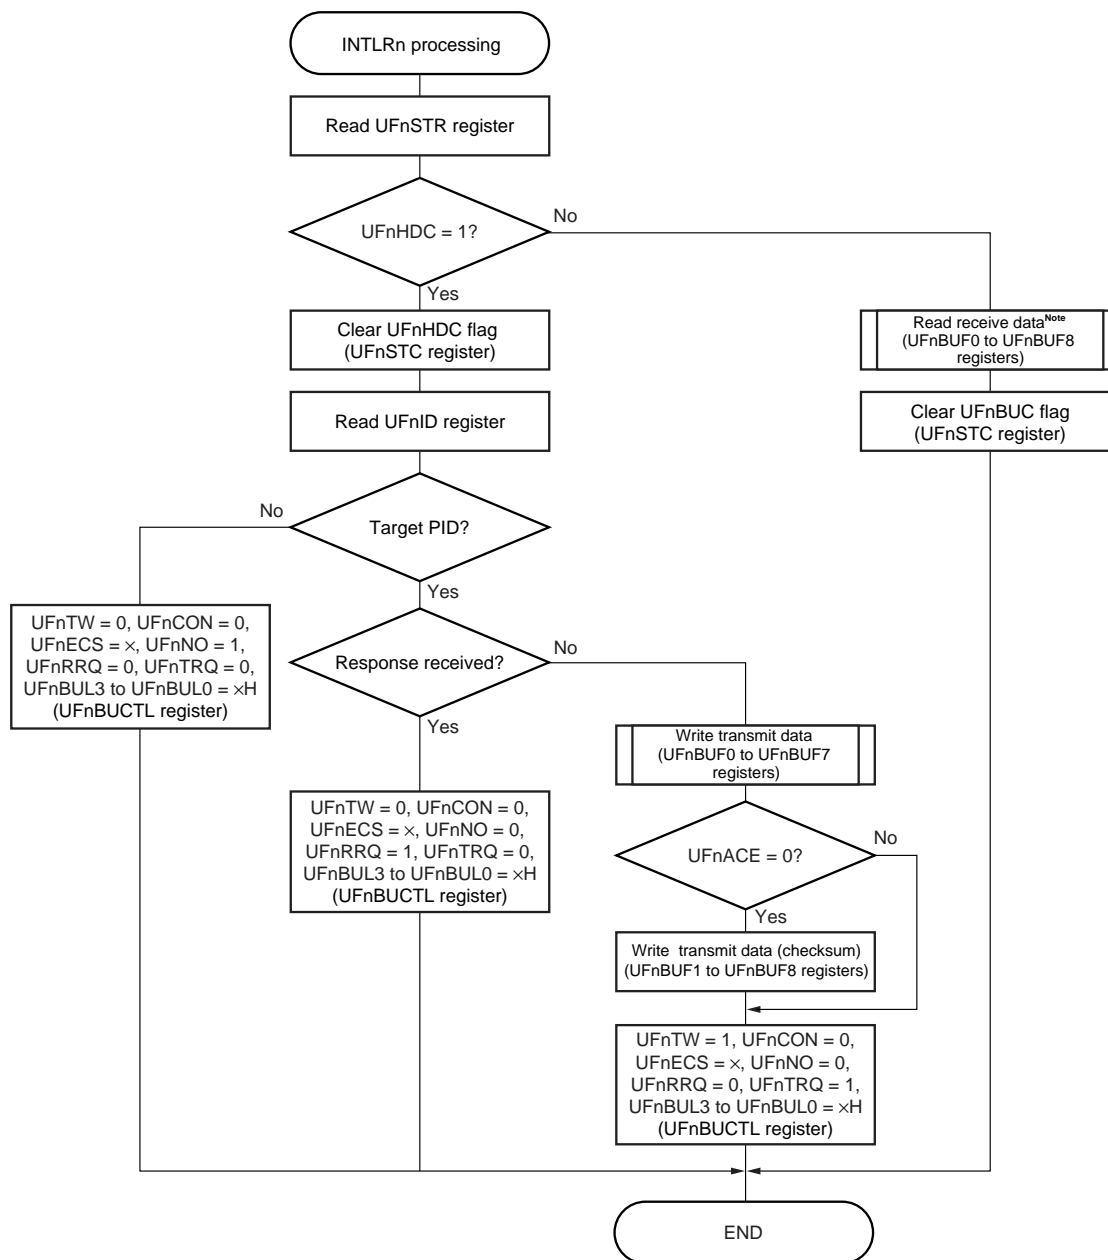 INTLRn processing
Read UFnSTR register
UFnHDC = 1?
No
Yes
Clear UFnHDC flag
(UFnSTC register)
Read receive dataNote
(UFnBUF0 to UFnBUF8
registers)
Read UFnID register
Clear UFnBUC flag
(UFnSTC register)
No
Target PID?
Yes
UFnTW = 0, UFnCON = 0,
UFnECS = ×, UFnNO = 1,
UFnRRQ = 0, UFnTRQ = 0,
UFnBUL3 to UFnBUL0 = ×H
(UFnBUCTL register)
Response received?
No
Yes
Write transmit data
(UFnBUF0 to UFnBUF7
registers)
UFnTW = 0, UFnCON = 0,
UFnECS = ×, UFnNO = 0,
UFnRRQ = 1, UFnTRQ = 0,
UFnBUL3 to UFnBUL0 = ×H
(UFnBUCTL register)
UFnACE = 0?
No
Yes
Write transmit data (checksum)
(UFnBUF1 to UFnBUF8 registers)
UFnTW = 1, UFnCON = 0,
UFnECS = ×, UFnNO = 0,
UFnRRQ = 0, UFnTRQ = 1,
UFnBUL3 to UFnBUL0 = ×H
(UFnBUCTL register)
END